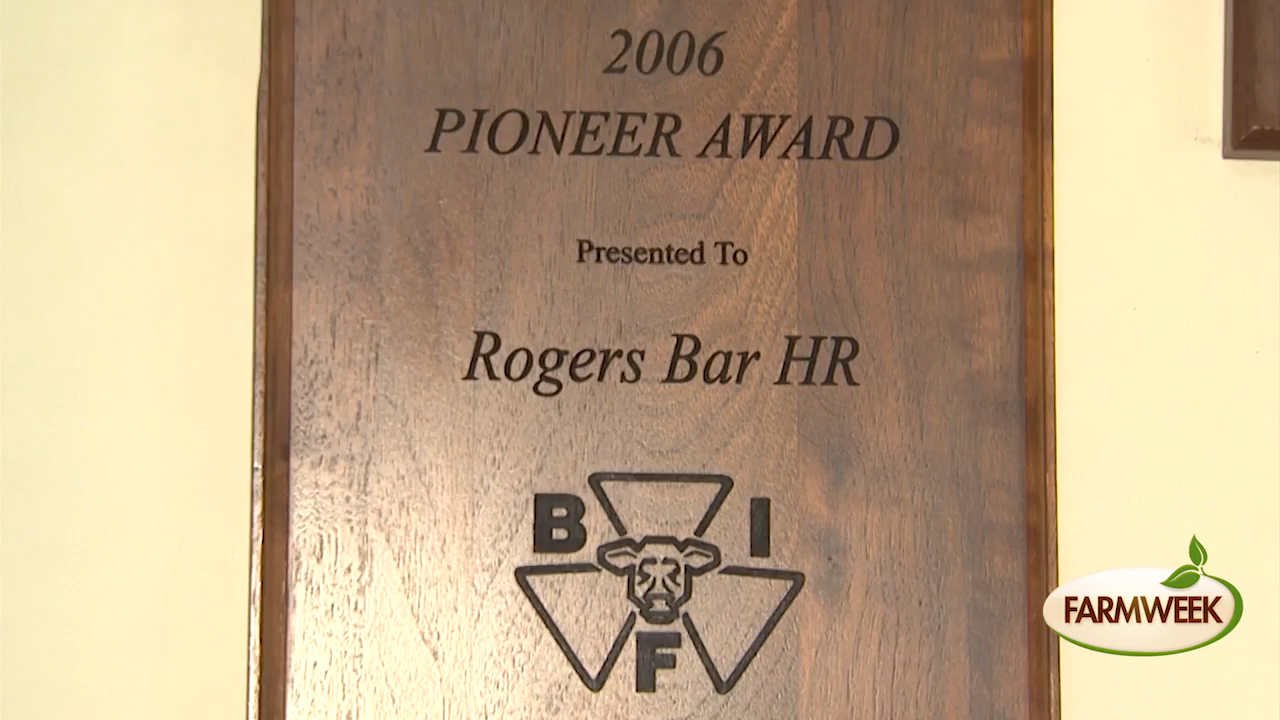 2006
PIONEER AWARD
Presented To
Rogers Bar HR
B I
F
FARMWEEK